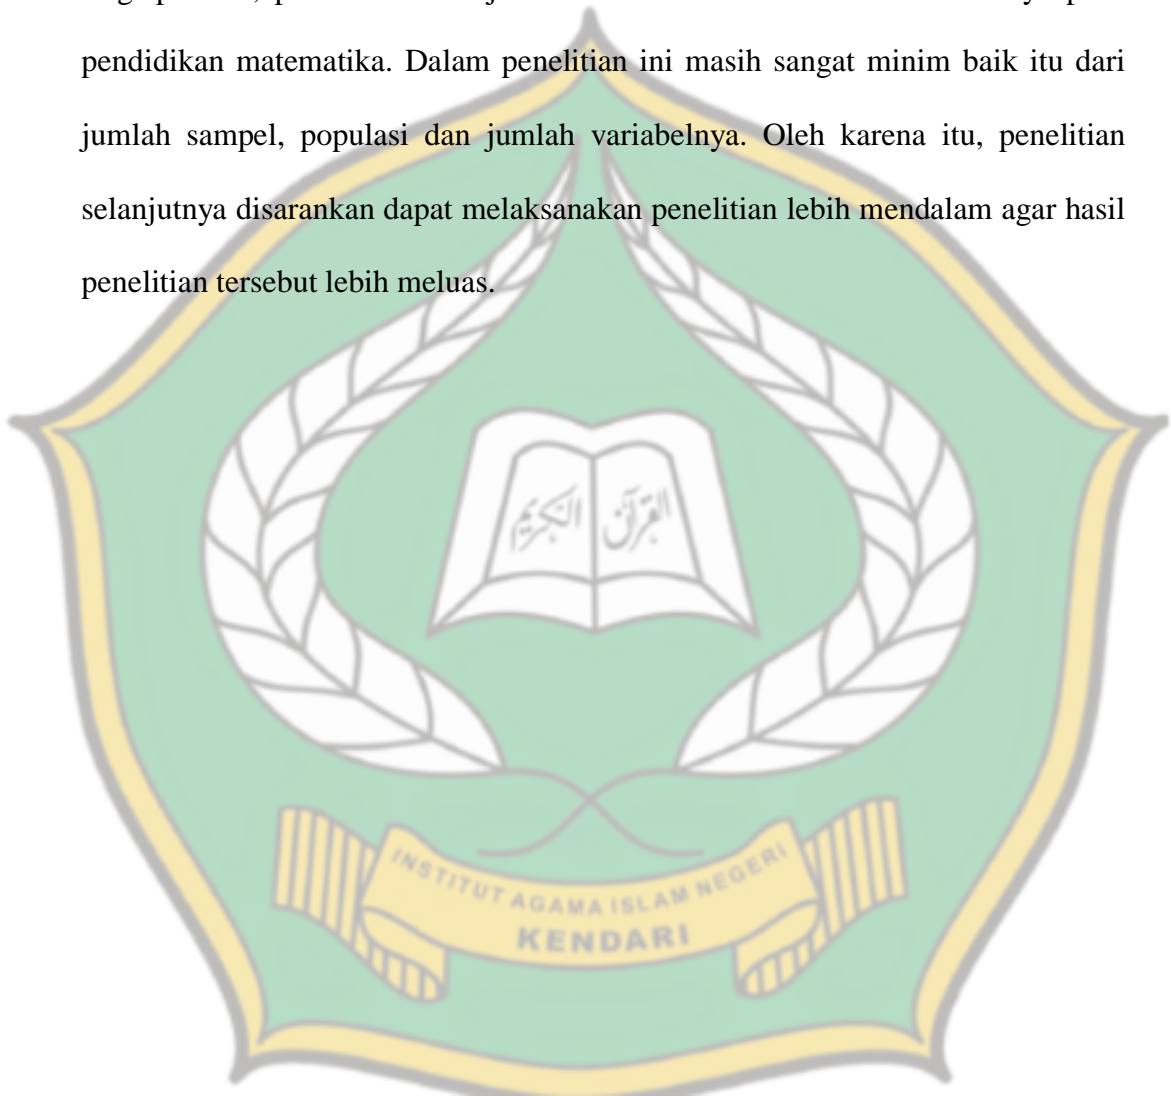 pendidikan matematika. Dalam penelitian ini masih sangat minim baik itu dari
jumlah sampel, populasi dan jumlah variabelnya. Oleh karena itu, penelitian
selanjutnya disarankan dapat melaksanakan penelitian lebih mendalam agar hasil
penelitian tersebut lebih meluas.
القرآن الكريم
INSTITUT AGAMA ISLAM NEGERI
KENDARI